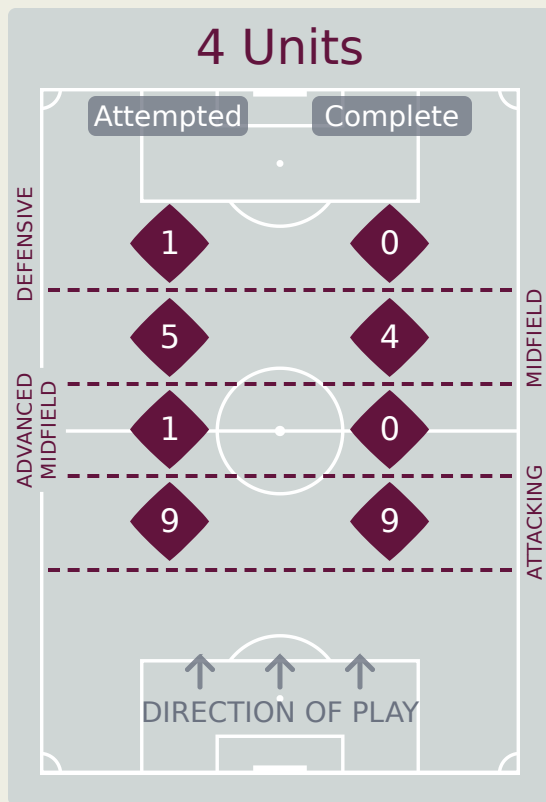 4 Units
Attempted Complete
DEFENSIVE
1 0
MIDFIELD
5 4
ADVANCED
MIDFIELD
1 0
ATTACKING
9 9
DIRECTION OF PLAY